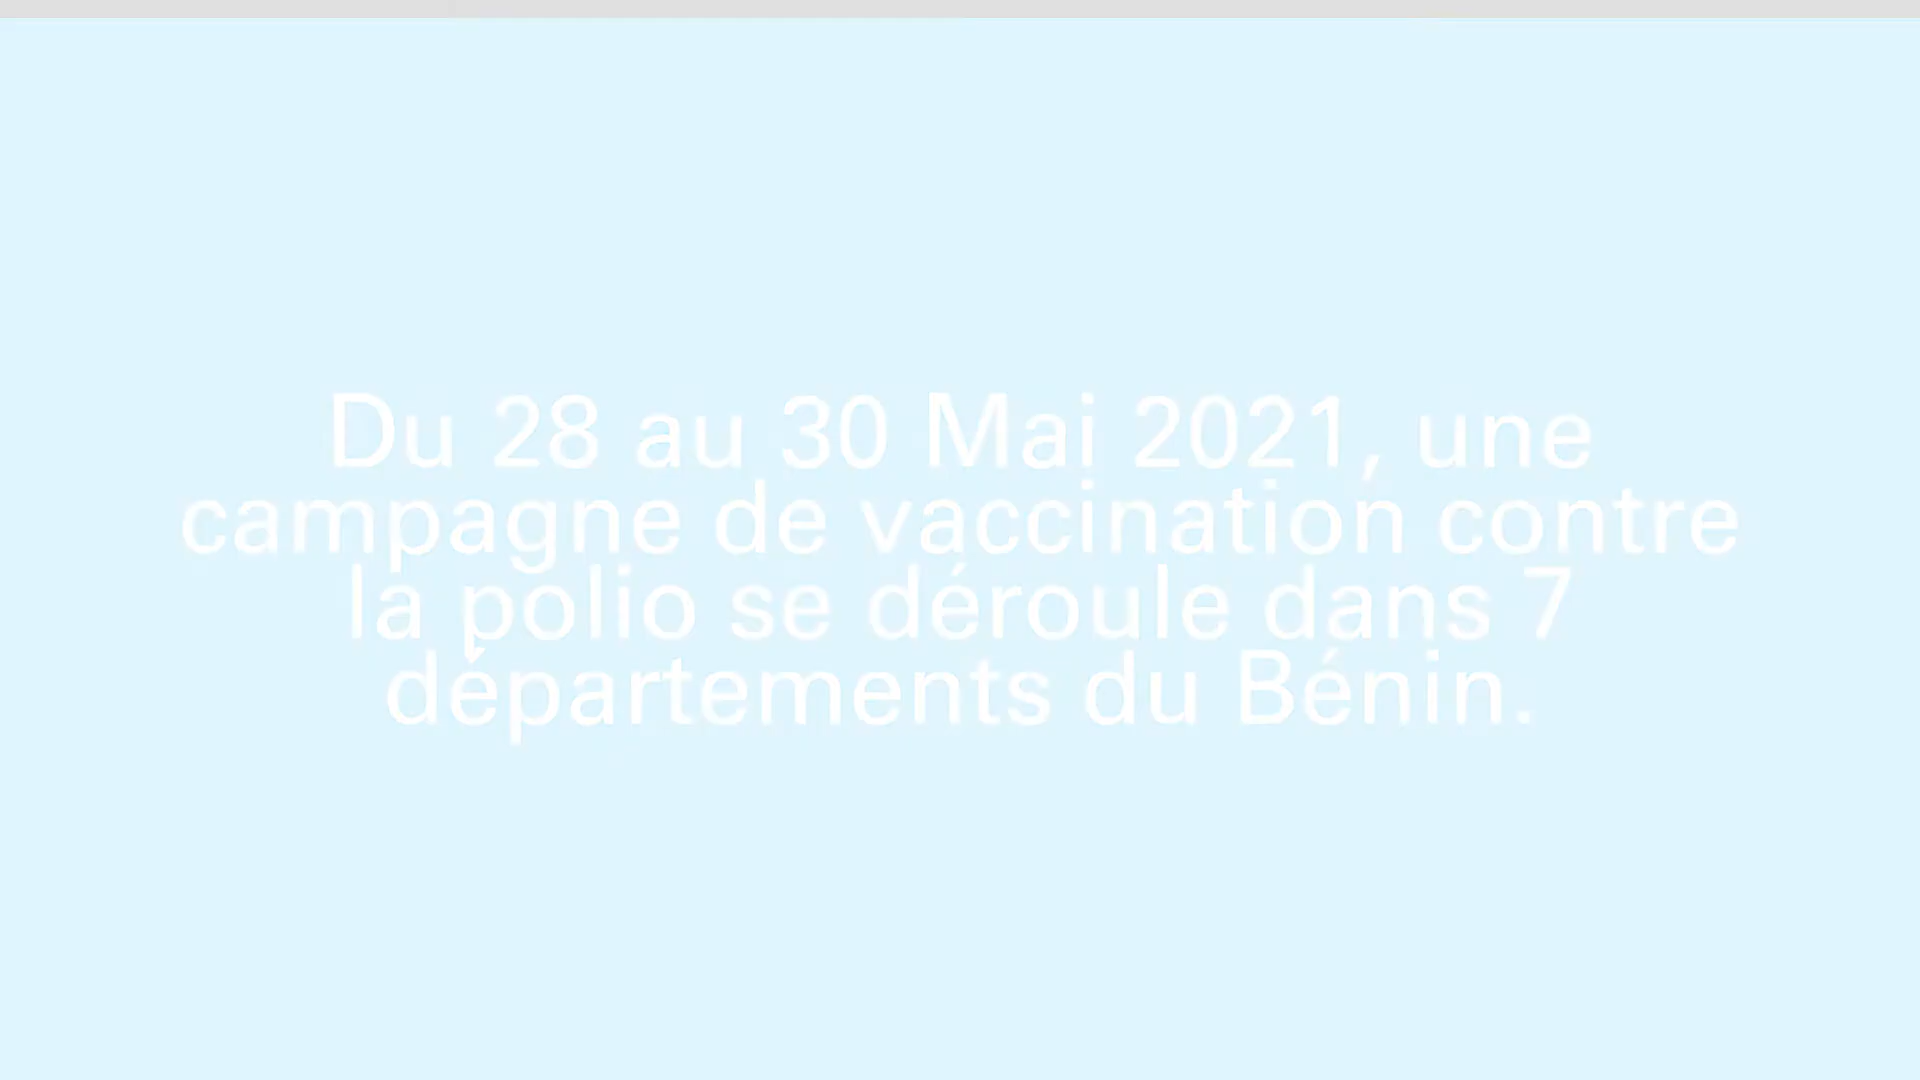 Du 28 au 30 Mai 2021, une
campagne de vaccination contre
la polio se déroule dans 7
départements du Bénin.